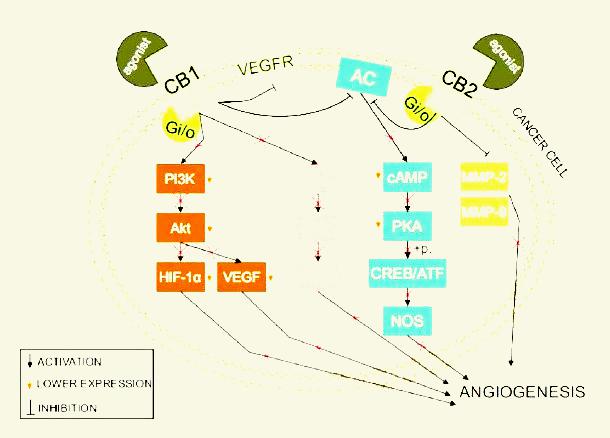 agonist
CB1
VEGFR
AC
CB2
agonist
Gi/o
Gi/o
CANCER CELL
PI3K
cAMP
MMP-2
Akt
PKA
MMP-9
*p.
HIF-1α
VEGF
CREB/ATF
NOS
ACTIVATION
LOWER EXPRESSION
INHIBITION
ANGIOGENESIS